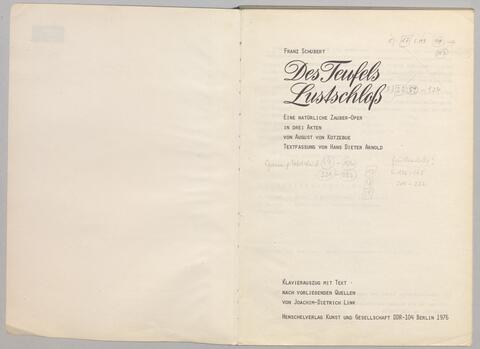 Franz Schubert
Des Teufels
Lustschloß
Eine natürliche Zauber-Oper
in drei Akten
von August von Kotzebue
Textfassung von Hans Dieter Arnold
Klavierauszug mit Text
nach vorliegenden Quellen
von Joachim-Dietrich Link
Henschelverlag Kunst und Gesellschaft DDR-104 Berlin 1976